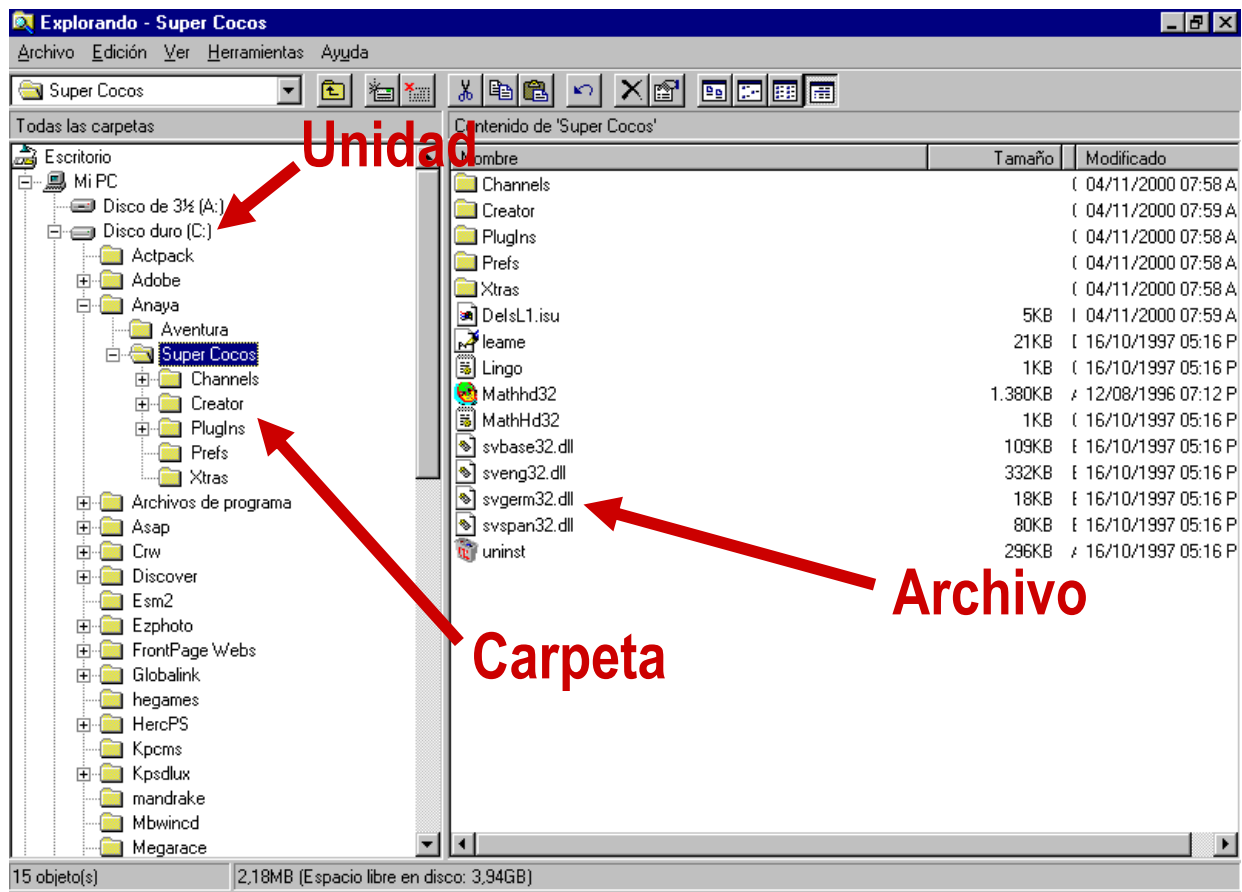 Explorando - Super Cocos
Archivo Edición Ver Herramientas Ayuda
Super Cocos
Todas las carpetas
Contenido de 'Super Cocos'
Unidad
Escritorio
Mi PC
Disco de 3½ (A:)
Disco duro (C:)
Actpack
Adobe
Anaya
Aventura
Super Cocos
Channels
Creator
PlugIns
Prefs
Xtras
Archivos de programa
Asap
Crw
Discover
Esm2
Ezphoto
FrontPage Webs
Globalink
hegames
HercPS
Kpcms
Kpsdlux
mandrake
Mbwincd
Megarace
Carpeta
Nombre Tamaño Modificado
Channels ( 04/11/2000 07:58 A
Creator ( 04/11/2000 07:59 A
PlugIns ( 04/11/2000 07:58 A
Prefs ( 04/11/2000 07:58 A
Xtras ( 04/11/2000 07:58 A
DeIsL1.isu 5KB 04/11/2000 07:59 A
leame 21KB 16/10/1997 05:16 P
Lingo 1KB ( 16/10/1997 05:16 P
Mathhd32 1.380KB 12/08/1996 07:12 P
MathHd32 1KB ( 16/10/1997 05:16 P
svbase32.dll 109KB 16/10/1997 05:16 P
sveng32.dll 332KB 16/10/1997 05:16 P
svgerm32.dll 18KB 16/10/1997 05:16 P
svspan32.dll 80KB 16/10/1997 05:16 P
uninst 296KB 16/10/1997 05:16 P
Archivo
15 objeto(s) 2,18MB (Espacio libre en disco: 3,94GB)